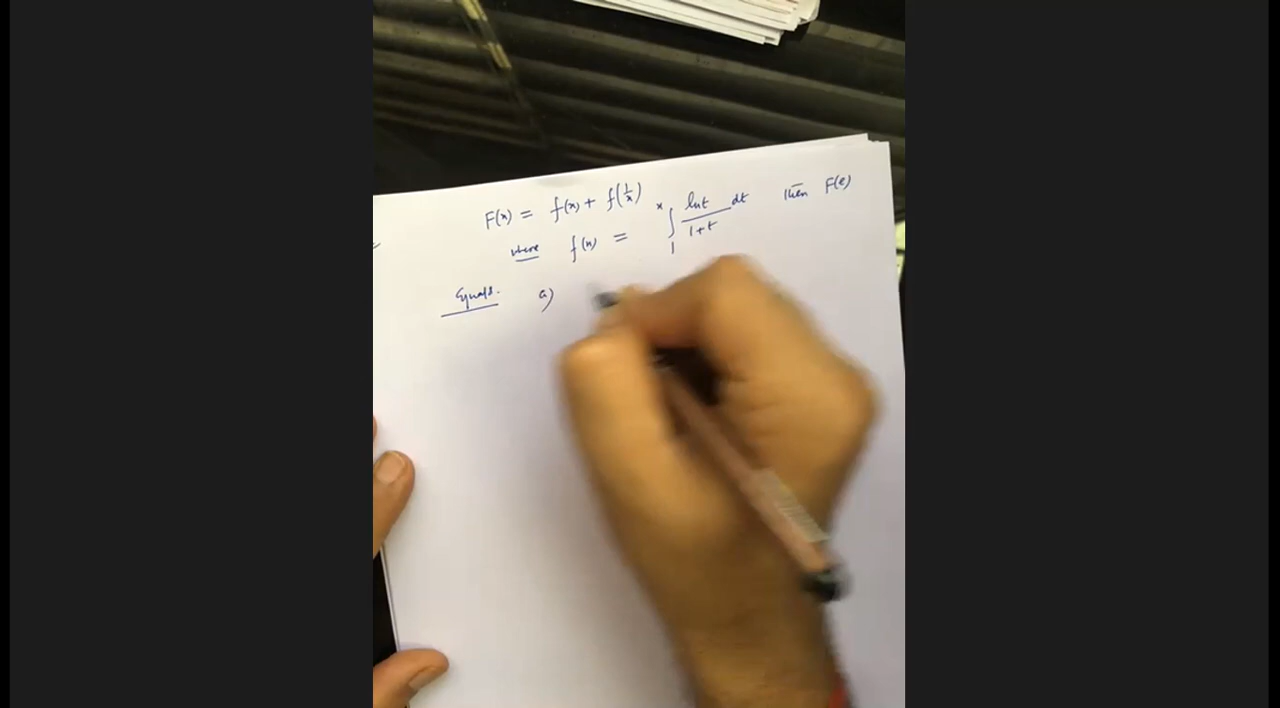 F(x) = f(x) + f(1/x)
where f(x) = ∫₁ˣ ln t / (1+t) dt then F(e)
Equals. a)